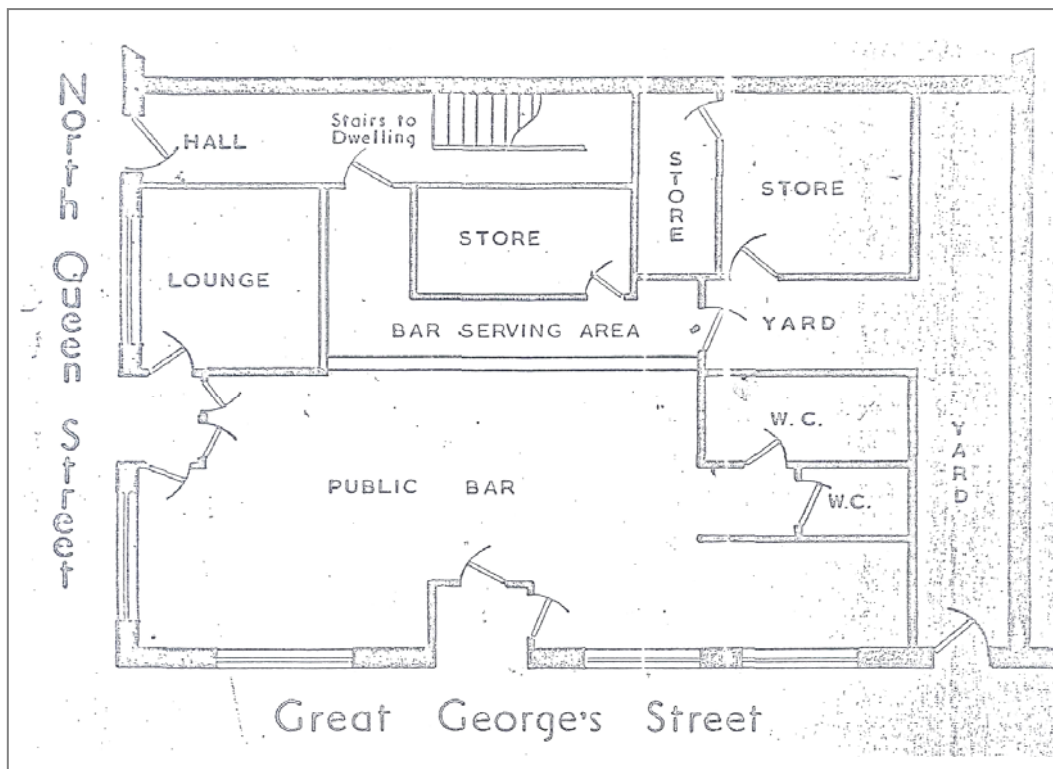 North Queen Street
HALL
Stairs to
Dwelling
STORE
STORE
STORE
LOUNGE
BAR SERVING AREA
YARD
W.C.
YARD
PUBLIC BAR
W.C.
Great George's Street